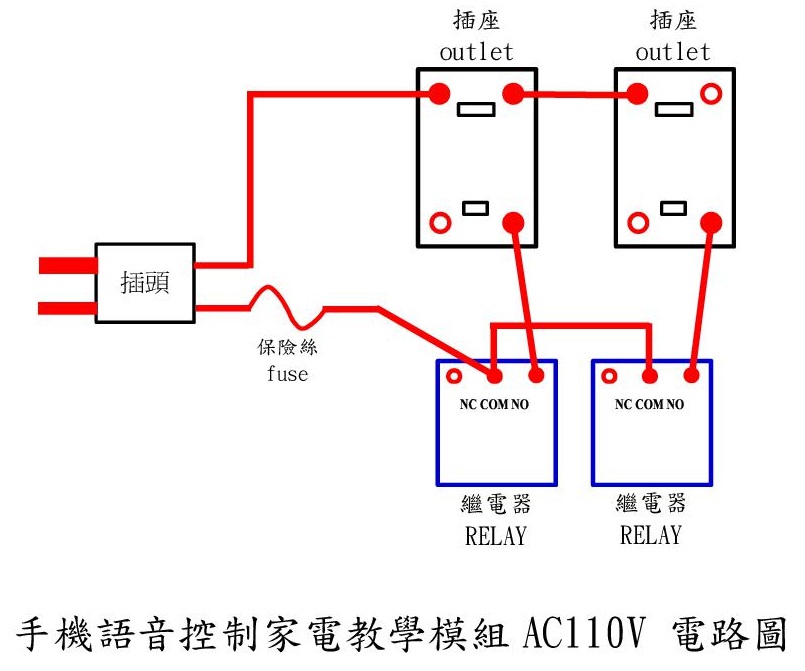 插座
outlet
插座
outlet
插頭
保險絲
fuse
NC COM NO
NC COM NO
繼電器
RELAY
繼電器
RELAY
手機語音控制家電教學模組 AC110V 電路圖